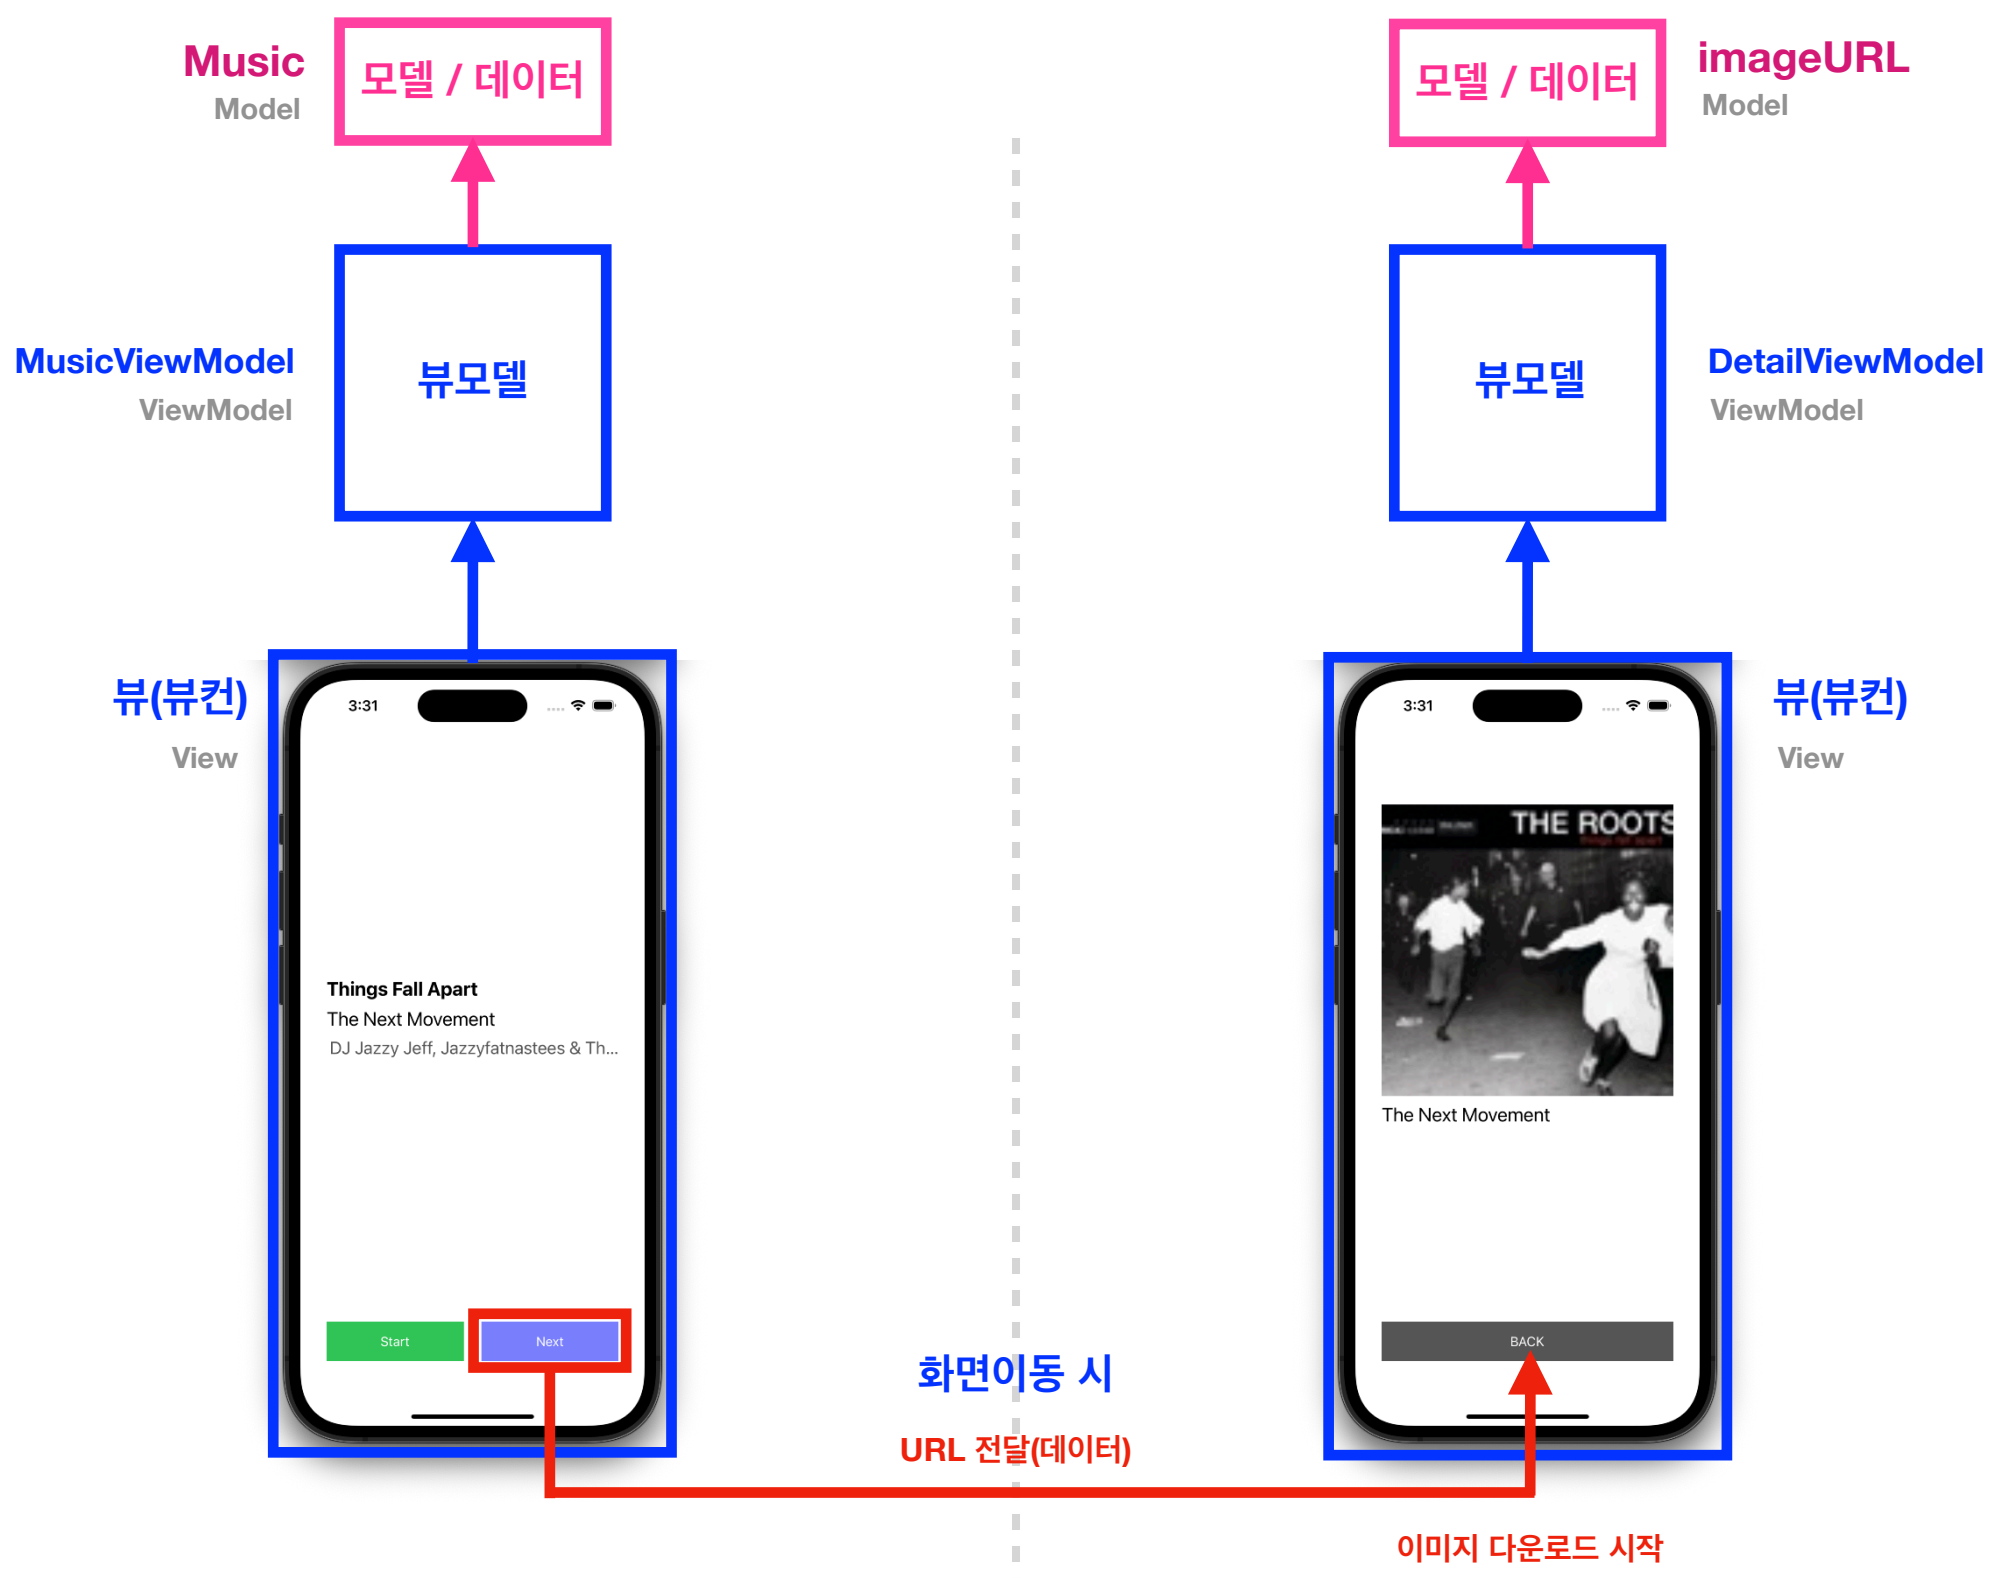 Music
Model
모델 / 데이터
MusicViewModel
ViewModel
뷰모델
뷰(뷰컨)
View
3:31
Things Fall Apart
The Next Movement
DJ Jazzy Jeff, Jazzyfatnastees & Th...
Start
Next
화면이동 시
URL 전달(데이터)
모델 / 데이터
imageURL
Model
뷰모델
DetailViewModel
ViewModel
뷰(뷰컨)
View
3:31
THE ROOTS
things fall apart
The Next Movement
BACK
이미지 다운로드 시작